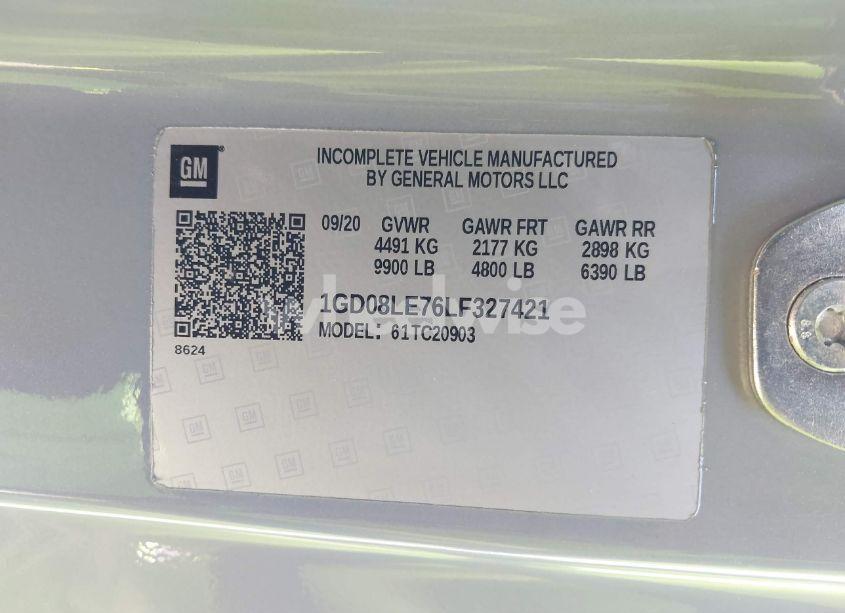 GM
INCOMPLETE VEHICLE MANUFACTURED
BY GENERAL MOTORS LLC
09/20 GVWR GAWR FRT GAWR RR
4491 KG 2177 KG 2898 KG
9900 LB 4800 LB 6390 LB
1GD08LE76LF327421
MODEL: 61TC20903
8624